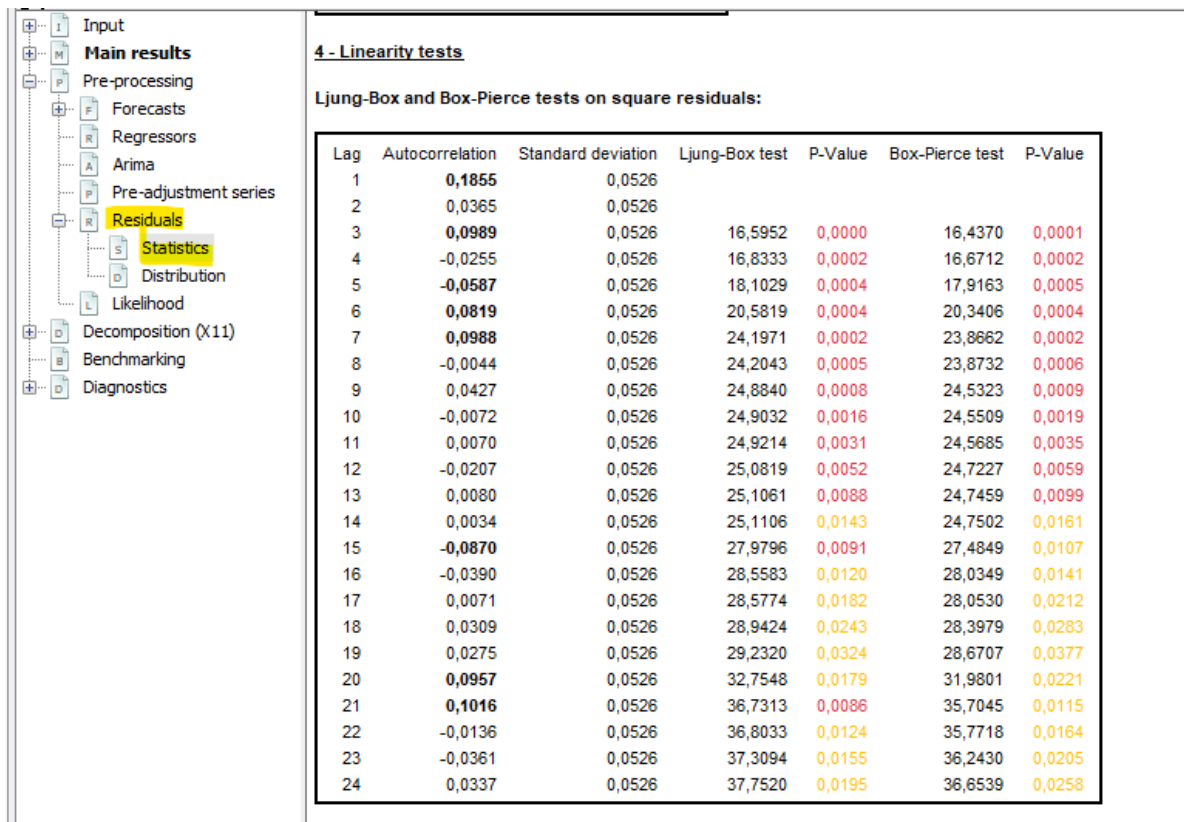 Input
Main results
Pre-processing
Forecasts
Regressors
Arima
Pre-adjustment series
Residuals
Statistics
Distribution
Likelihood
Decomposition (X11)
Benchmarking
Diagnostics
4 - Linearity tests
Ljung-Box and Box-Pierce tests on square residuals:
Lag Autocorrelation Standard deviation Ljung-Box test P-Value Box-Pierce test P-Value
1 0,1855 0,0526
2 0,0365 0,0526
3 0,0989 0,0526 16,5952 0,0000 16,4370 0,0001
4 -0,0255 0,0526 16,8333 0,0002 16,6712 0,0002
5 -0,0587 0,0526 18,1029 0,0004 17,9163 0,0005
6 0,0819 0,0526 20,5819 0,0004 20,3406 0,0004
7 0,0988 0,0526 24,1971 0,0002 23,8662 0,0002
8 -0,0044 0,0526 24,2043 0,0005 23,8732 0,0006
9 0,0427 0,0526 24,8840 0,0008 24,5323 0,0009
10 -0,0072 0,0526 24,9032 0,0016 24,5509 0,0019
11 0,0070 0,0526 24,9214 0,0031 24,5685 0,0035
12 -0,0207 0,0526 25,0819 0,0052 24,7227 0,0059
13 0,0080 0,0526 25,1061 0,0088 24,7459 0,0099
14 0,0034 0,0526 25,1106 0,0143 24,7502 0,0161
15 -0,0870 0,0526 27,9796 0,0091 27,4849 0,0107
16 -0,0390 0,0526 28,5583 0,0120 28,0349 0,0141
17 0,0071 0,0526 28,5774 0,0182 28,0530 0,0212
18 0,0309 0,0526 28,9424 0,0243 28,3979 0,0283
19 0,0275 0,0526 29,2320 0,0324 28,6707 0,0377
20 0,0957 0,0526 32,7548 0,0179 31,9801 0,0221
21 0,1016 0,0526 36,7313 0,0086 35,7045 0,0115
22 -0,0136 0,0526 36,8033 0,0124 35,7718 0,0164
23 -0,0361 0,0526 37,3094 0,0155 36,2430 0,0205
24 0,0337 0,0526 37,7520 0,0195 36,6539 0,0258